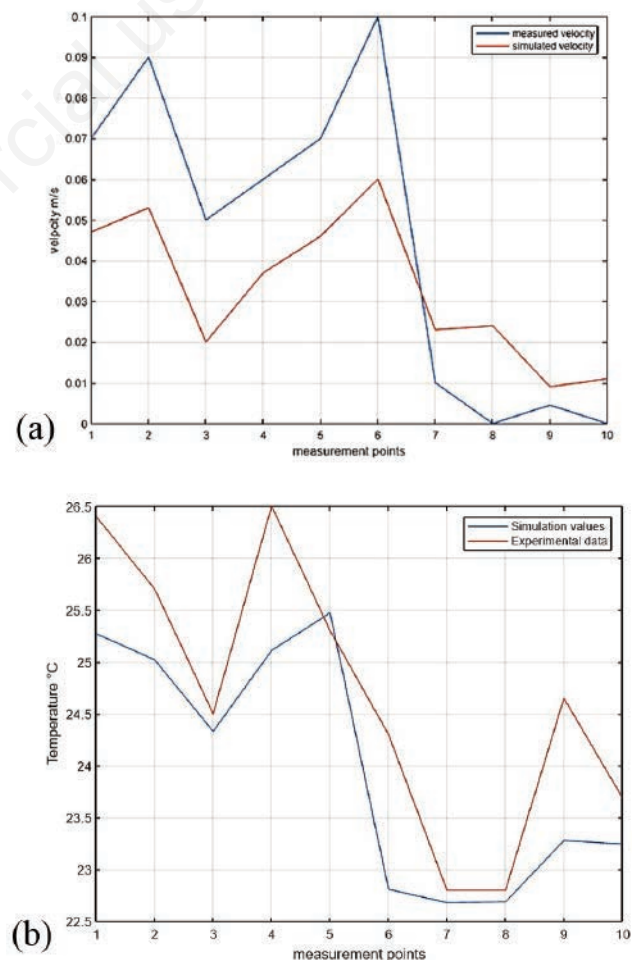 rcial us
0.1
0.09
0.08
0.07
0.06
0.05
0.04
0.03
0.02
0.01
0
velpcity m/s
measured velocity
simulated velocity
1 2 3 4 5 6 7 8 9 10
measurement points
(a)
26.5
26
25.5
25
24.5
24
23.5
23
22.5
Temperature °C
Simulation values
Experimental data
1 2 3 4 5 6 7 8 9 10
measurement points
(b)